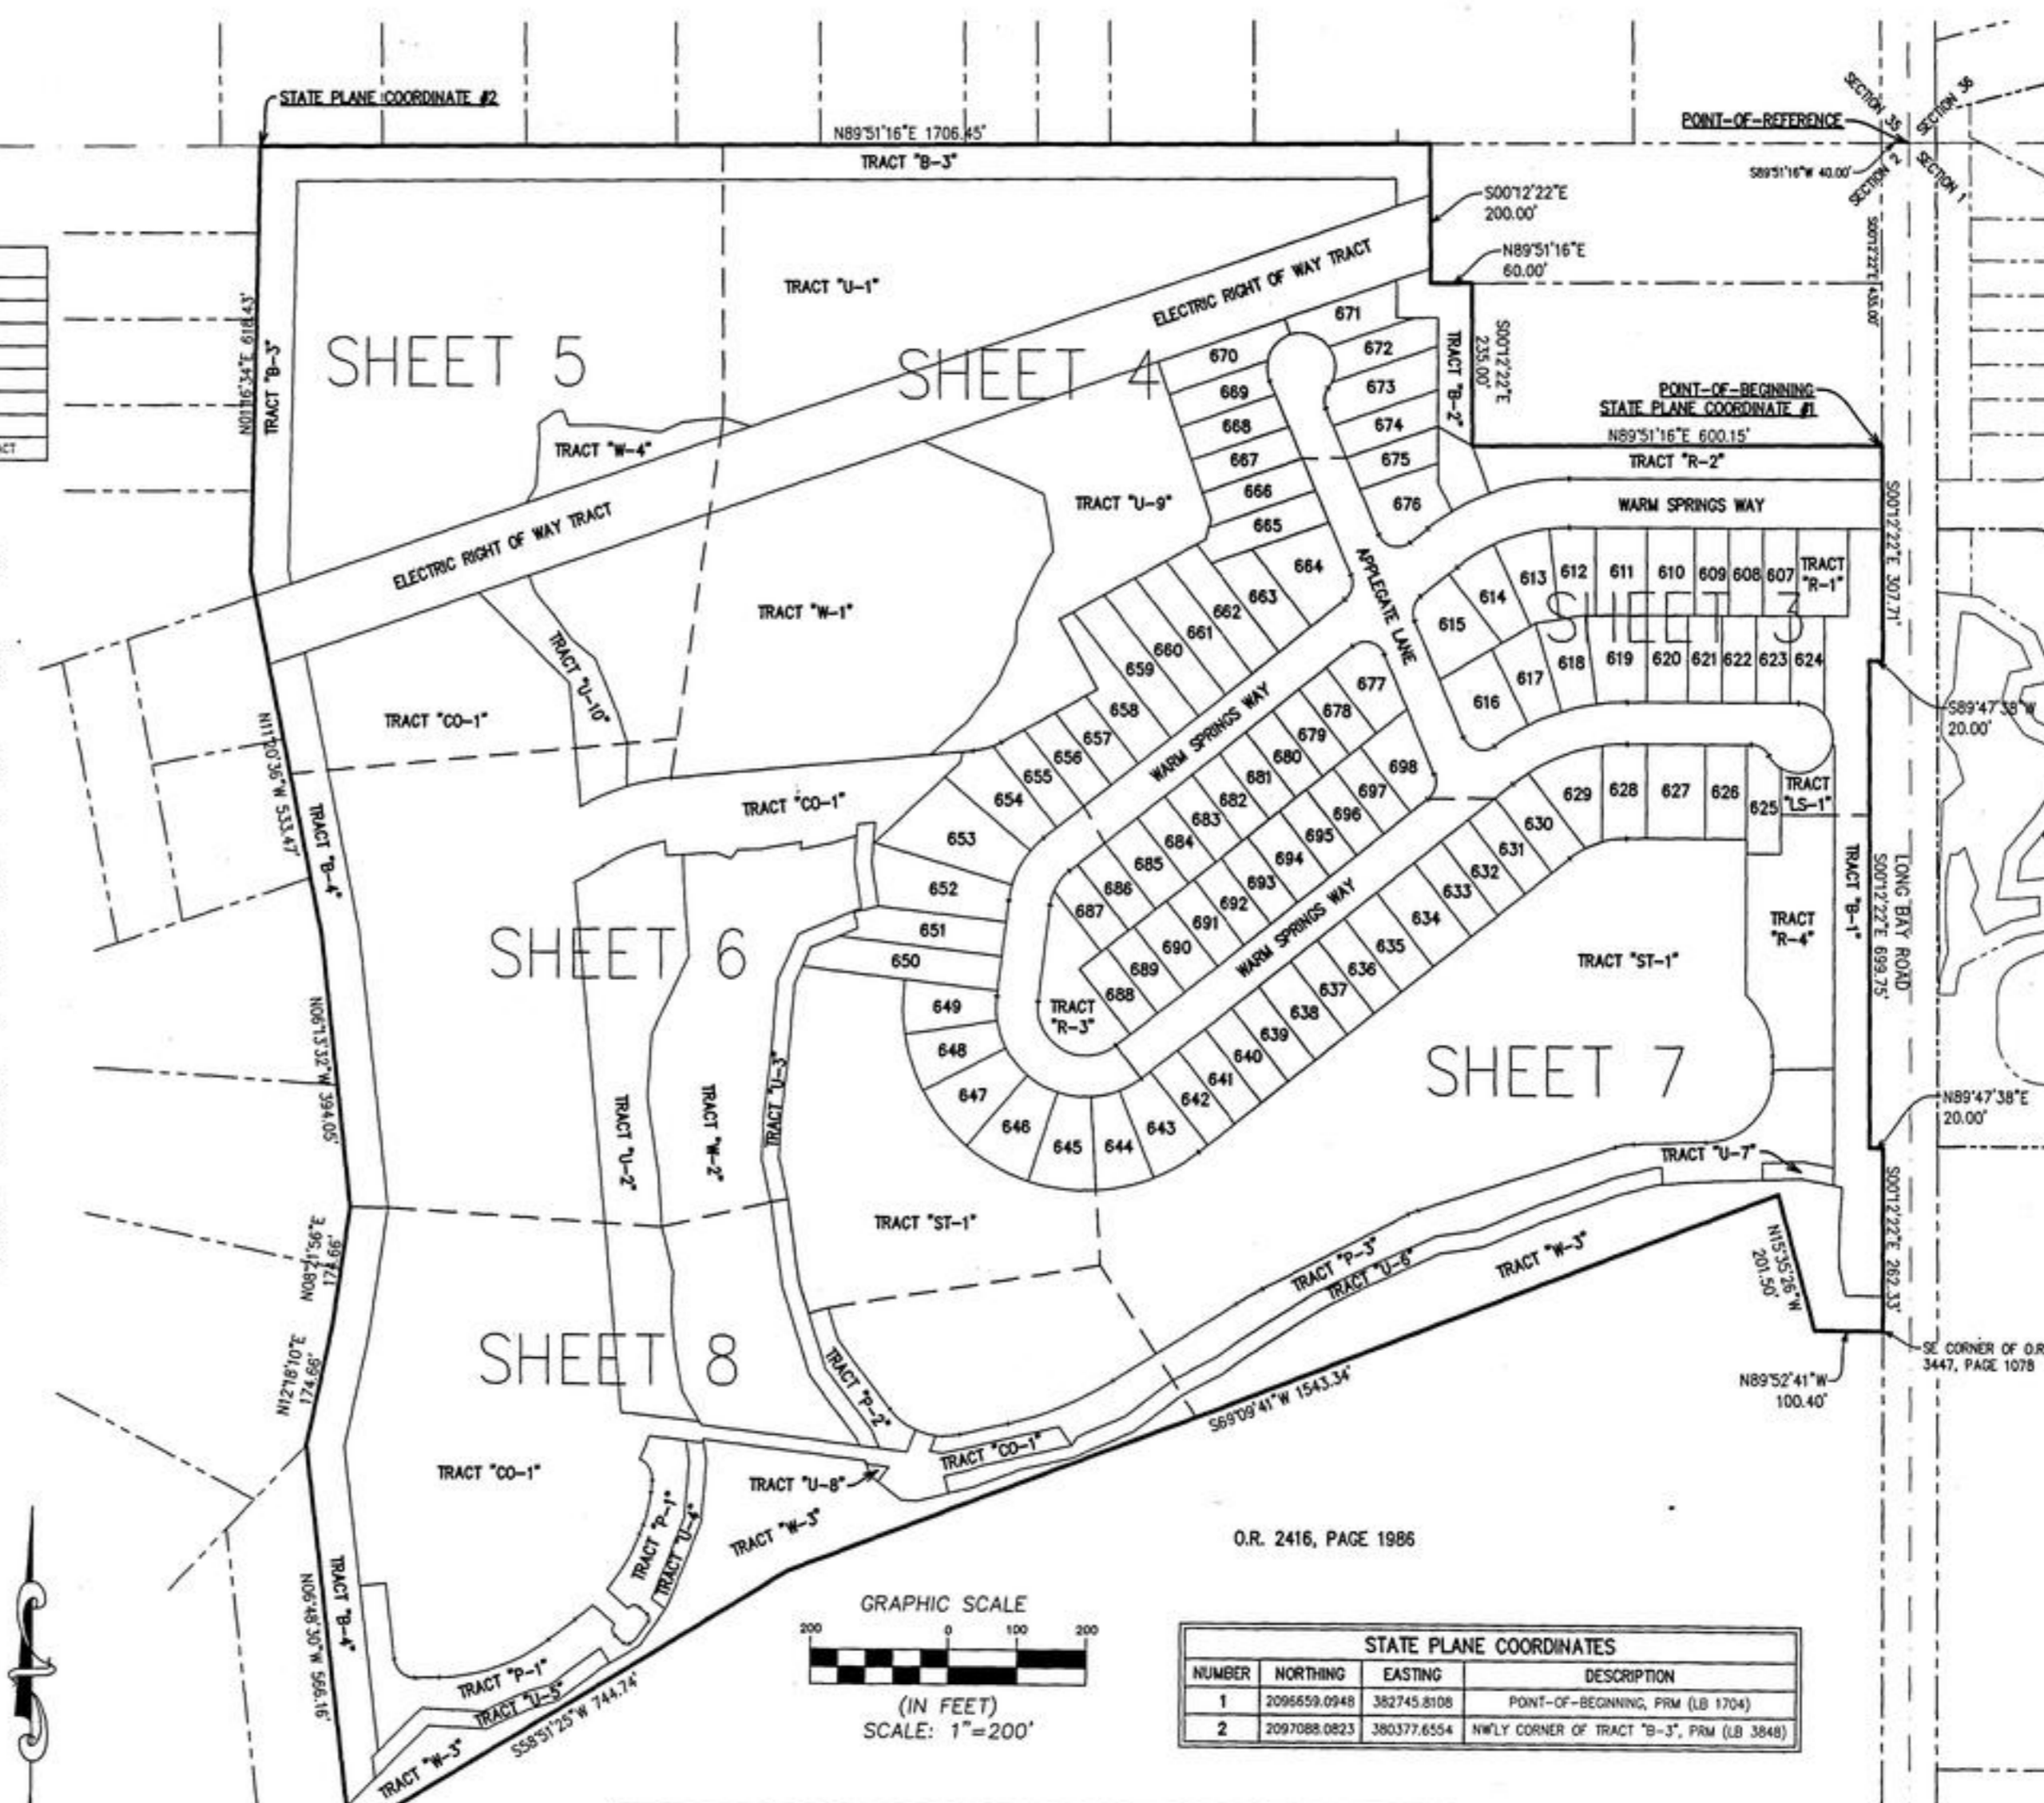 STATE PLANE COORDINATE #2
N89°51'16"E 1706.45'
TRACT "B-3"
POINT-OF-REFERENCE
SECTION 35
SECTION 36
SECTION 2
SECTION 1
S89°51'16"W 40.00'
S00°12'22"E 435.00'
S00°12'22"E
200.00'
N89°51'16"E
60.00'
N01°16'34"E 618.43'
TRACT "B-3"
SHEET 5
TRACT "U-1"
SHEET 4
ELECTRIC RIGHT OF WAY TRACT
671
670
672
669
673
668
674
667
675
666
676
665
664
TRACT "B-2"
S00°12'22"E
235.00'
POINT-OF-BEGINNING
STATE PLANE COORDINATE #1
N89°51'16"E 600.15'
TRACT "R-2"
WARM SPRINGS WAY
S00°12'22"E 307.71'
TRACT "W-4"
TRACT "U-9"
ELECTRIC RIGHT OF WAY TRACT
APPLEGATE LANE
TRACT "W-1"
TRACT "U-10"
TRACT "CO-1"
613
612
611
610
609
608
607
TRACT
"R-1"
614
615
SHEET 3
616
617
618
619
620
621
622
623
624
663
662
661
660
659
658
657
656
655
654
653
652
651
650
649
648
647
646
645
644
643
642
641
640
639
638
637
636
635
634
633
632
631
630
629
628
627
626
625
TRACT
"LS-1"
S89°47'38"W
20.00'
WARM SPRINGS WAY
677
678
679
680
681
682
683
684
685
686
687
698
697
696
695
694
693
692
691
690
689
688
WARM SPRINGS WAY
TRACT
"R-3"
N11°20'36"W 533.47'
TRACT "B-4"
TRACT "CO-1"
SHEET 6
TRACT "ST-1"
TRACT
"R-4"
TRACT "B-1"
LONG BAY ROAD
S00°12'22"E 699.75'
SHEET 7
N06°13'32"W 394.05'
TRACT "U-2"
TRACT "W-2"
TRACT "U-3"
N89°47'38"E
20.00'
TRACT "U-7"
S00°12'22"E 262.33'
N08°21'56"E
174.66'
TRACT "ST-1"
TRACT "P-3"
TRACT "U-6"
TRACT "W-3"
N15°35'26"W
201.50'
SE CORNER OF O.R.
3447, PAGE 1078
N89°52'41"W
100.40'
SHEET 8
N12°18'10"E
174.66'
TRACT "P-2"
S69°09'41"W 1543.34'
TRACT "CO-1"
TRACT "CO-1"
TRACT "U-8"
TRACT "P-1"
TRACT "U-4"
TRACT "W-3"
O.R. 2416, PAGE 1986
N06°48'30"W 566.16'
TRACT "B-4"
TRACT "P-1"
TRACT "U-5"
TRACT "W-3"
S58°51'25"W 744.74'
GRAPHIC SCALE
200 0 100 200
(IN FEET)
SCALE: 1"=200'
STATE PLANE COORDINATES
NUMBER NORTHING EASTING DESCRIPTION
1 2096659.0948 382745.8108 POINT-OF-BEGINNING, PRM (LB 1704)
2 2097088.0823 380377.6554 NW'LY CORNER OF TRACT "B-3", PRM (LB 3848)